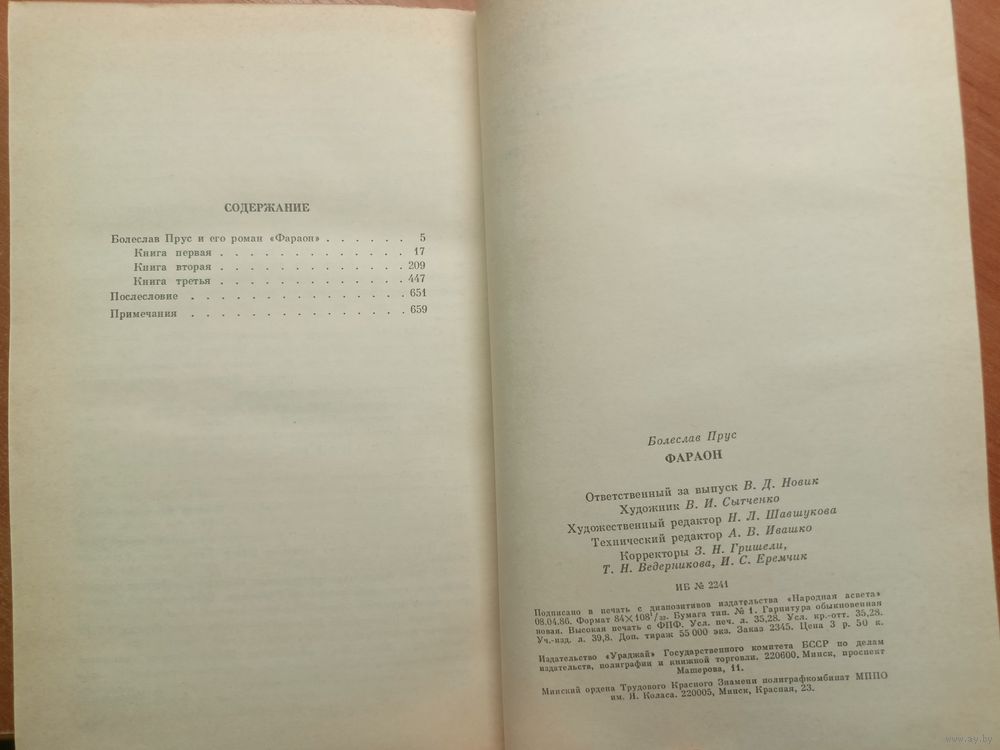 СОДЕРЖАНИЕ
Болеслав Прус и его роман «Фараон» . . . . . . 5
Книга первая . . . . . . . . . . . . 17
Книга вторая . . . . . . . . . . . . 209
Книга третья . . . . . . . . . . . . 447
Послесловие . . . . . . . . . . . . . . 651
Примечания . . . . . . . . . . . . . . 659
Болеслав Прус
ФАРАОН
Ответственный за выпуск В. Д. Новик
Художник В. И. Сытченко
Художественный редактор Н. Л. Шавшукова
Технический редактор А. В. Ивашко
Корректоры З. Н. Гришели,
Т. Н. Ведерникова, И. С. Еремчик
ИБ № 2241
Подписано в печать с диапозитивов издательства «Народная асвета»
08.04.86. Формат 84×108¹/₃₂. Бумага тип. № 1. Гарнитура обыкновенная
новая. Высокая печать с ФПФ. Усл. печ. л. 35,28. Усл. кр.-отт. 35,28.
Уч.-изд. л. 39,8. Доп. тираж 55 000 экз. Заказ 2345. Цена 3 р. 50 к.
Издательство «Ураджай» Государственного комитета БССР по делам
издательств, полиграфии и книжной торговли. 220600. Минск, проспект
Машерова, 11.
Минский ордена Трудового Красного Знамени полиграфкомбинат МППО
им. Я. Коласа. 220005, Минск, Красная, 23.
www.ay.by